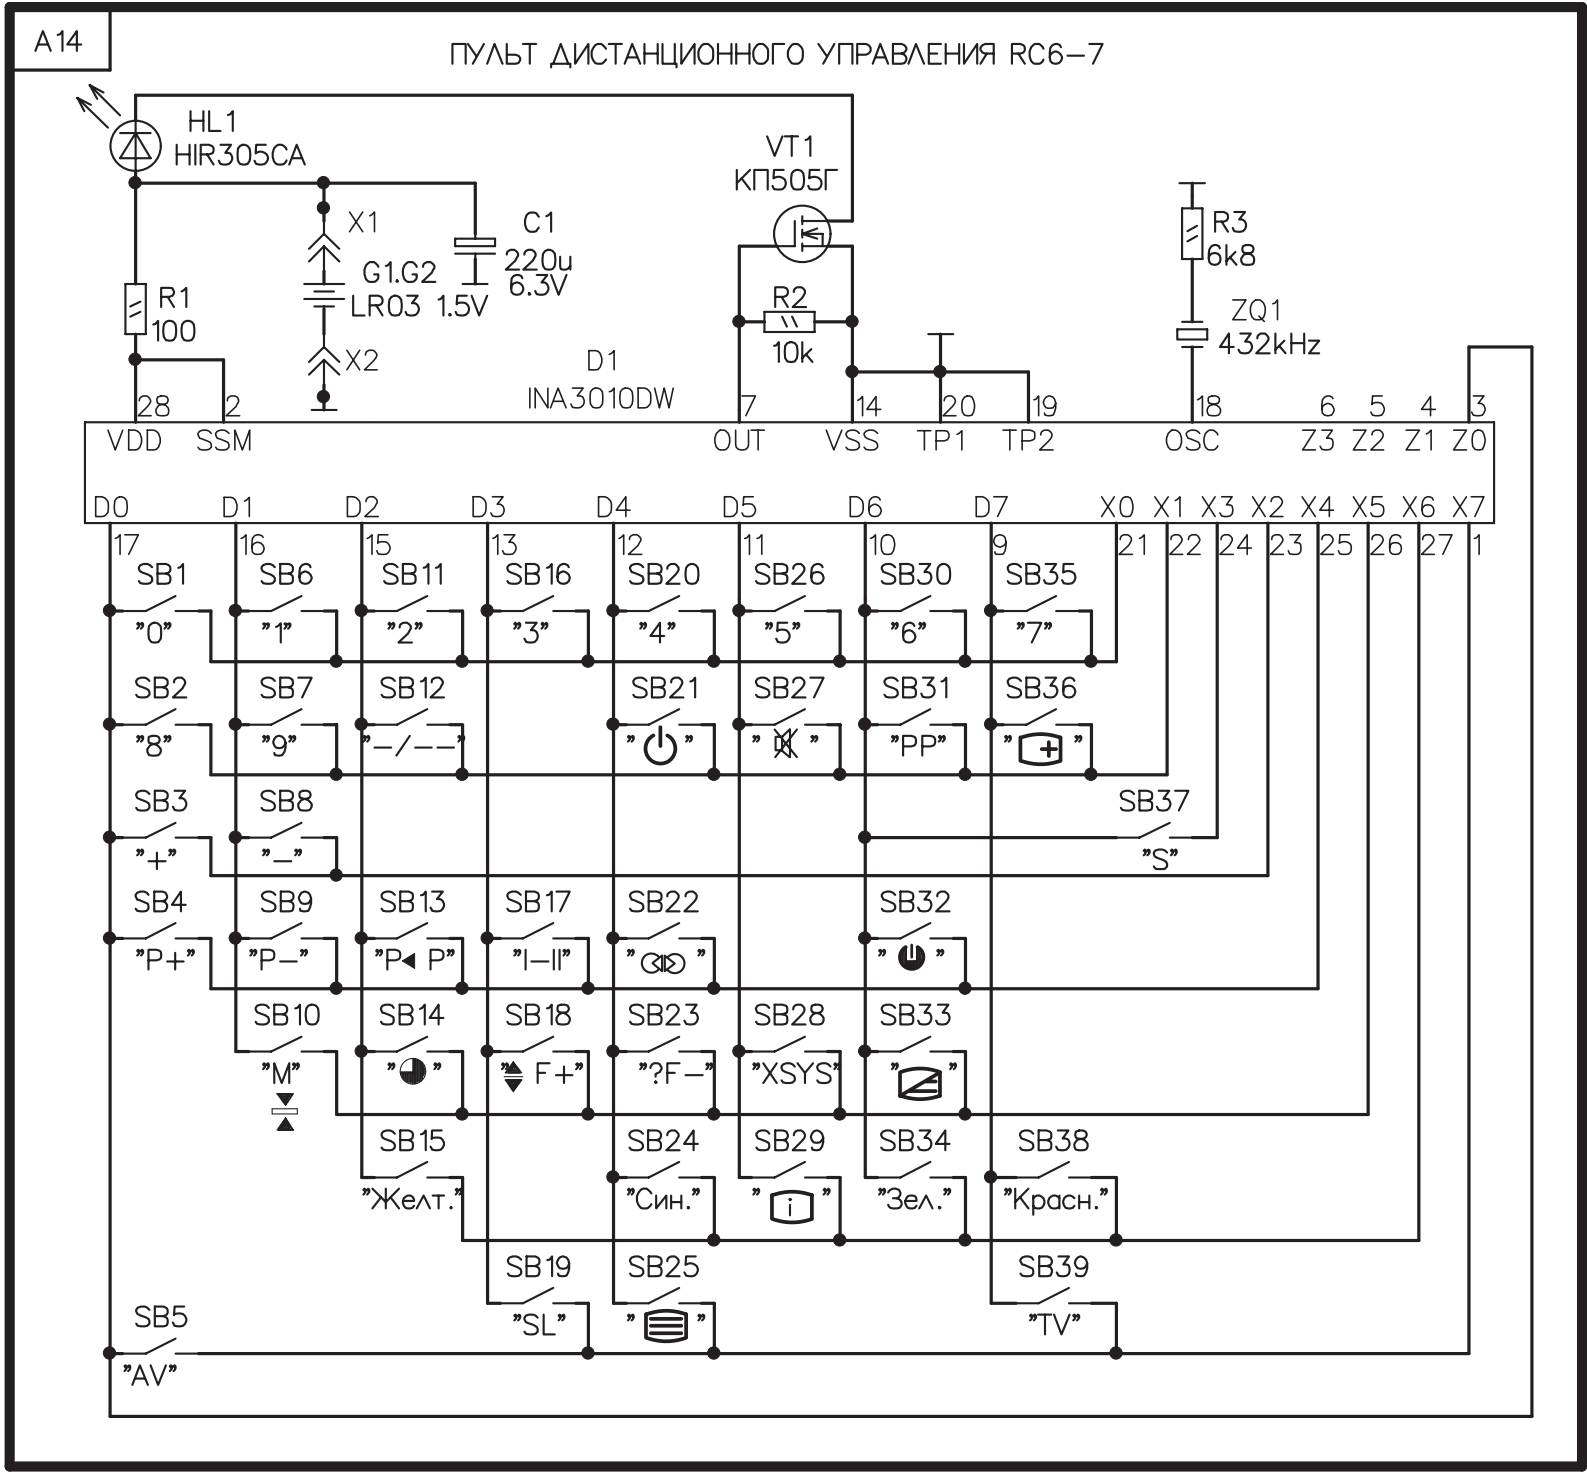 A14
ПУЛЬТ ДИСТАНЦИОННОГО УПРАВЛЕНИЯ RC6-7
HL1
HIR305CA
VT1
КП505Г
X1
C1
220u
6.3V
G1.G2
LR03 1.5V
R3
6k8
R1
100
R2
10k
ZQ1
432kHz
X2
D1
INA3010DW
28 2 7 14 20 19 18 6 5 4 3
VDD SSM OUT VSS TP1 TP2 OSC Z3 Z2 Z1 Z0
D0 D1 D2 D3 D4 D5 D6 D7 X0 X1 X3 X2 X4 X5 X6 X7
17 16 15 13 12 11 10 9 21 22 24 23 25 26 27 1
SB1 SB6 SB11 SB16 SB20 SB26 SB30 SB35
"0" "1" "2" "3" "4" "5" "6" "7"
SB2 SB7 SB12 SB21 SB27 SB31 SB36
"8" "9" "-/--" " " " " "PP" " "
SB3 SB8 SB37
"+" "-" "S"
SB4 SB9 SB13 SB17 SB22 SB32
"P+" "P-" "P◀ P" "I-II" " " " "
SB10 SB14 SB18 SB23 SB28 SB33
"M" " " " F+" "?F-" "XSYS" " "
SB15 SB24 SB29 SB34 SB38
"Желт." "Син." " i " "Зел." "Красн."
SB19 SB25 SB39
"SL" " " "TV"
SB5
"AV"